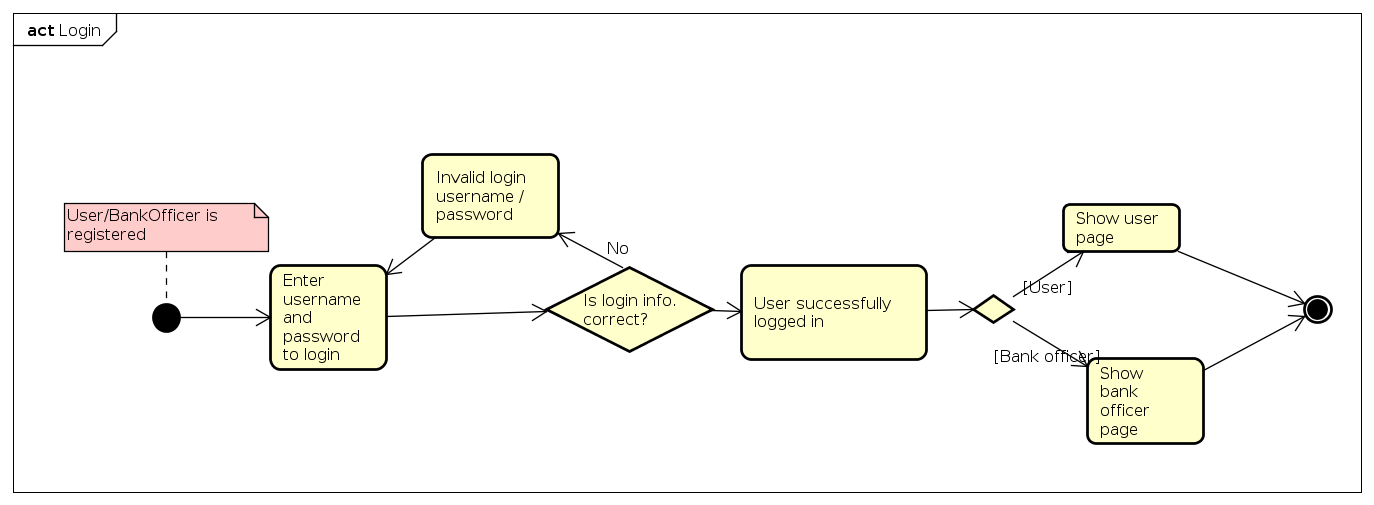 act Login
User/BankOfficer is
registered
Enter
username
and
password
to login
Invalid login
username /
password
No
Is login info.
correct?
User successfully
logged in
[User]
[Bank officer]
Show user
page
Show
bank
officer
page